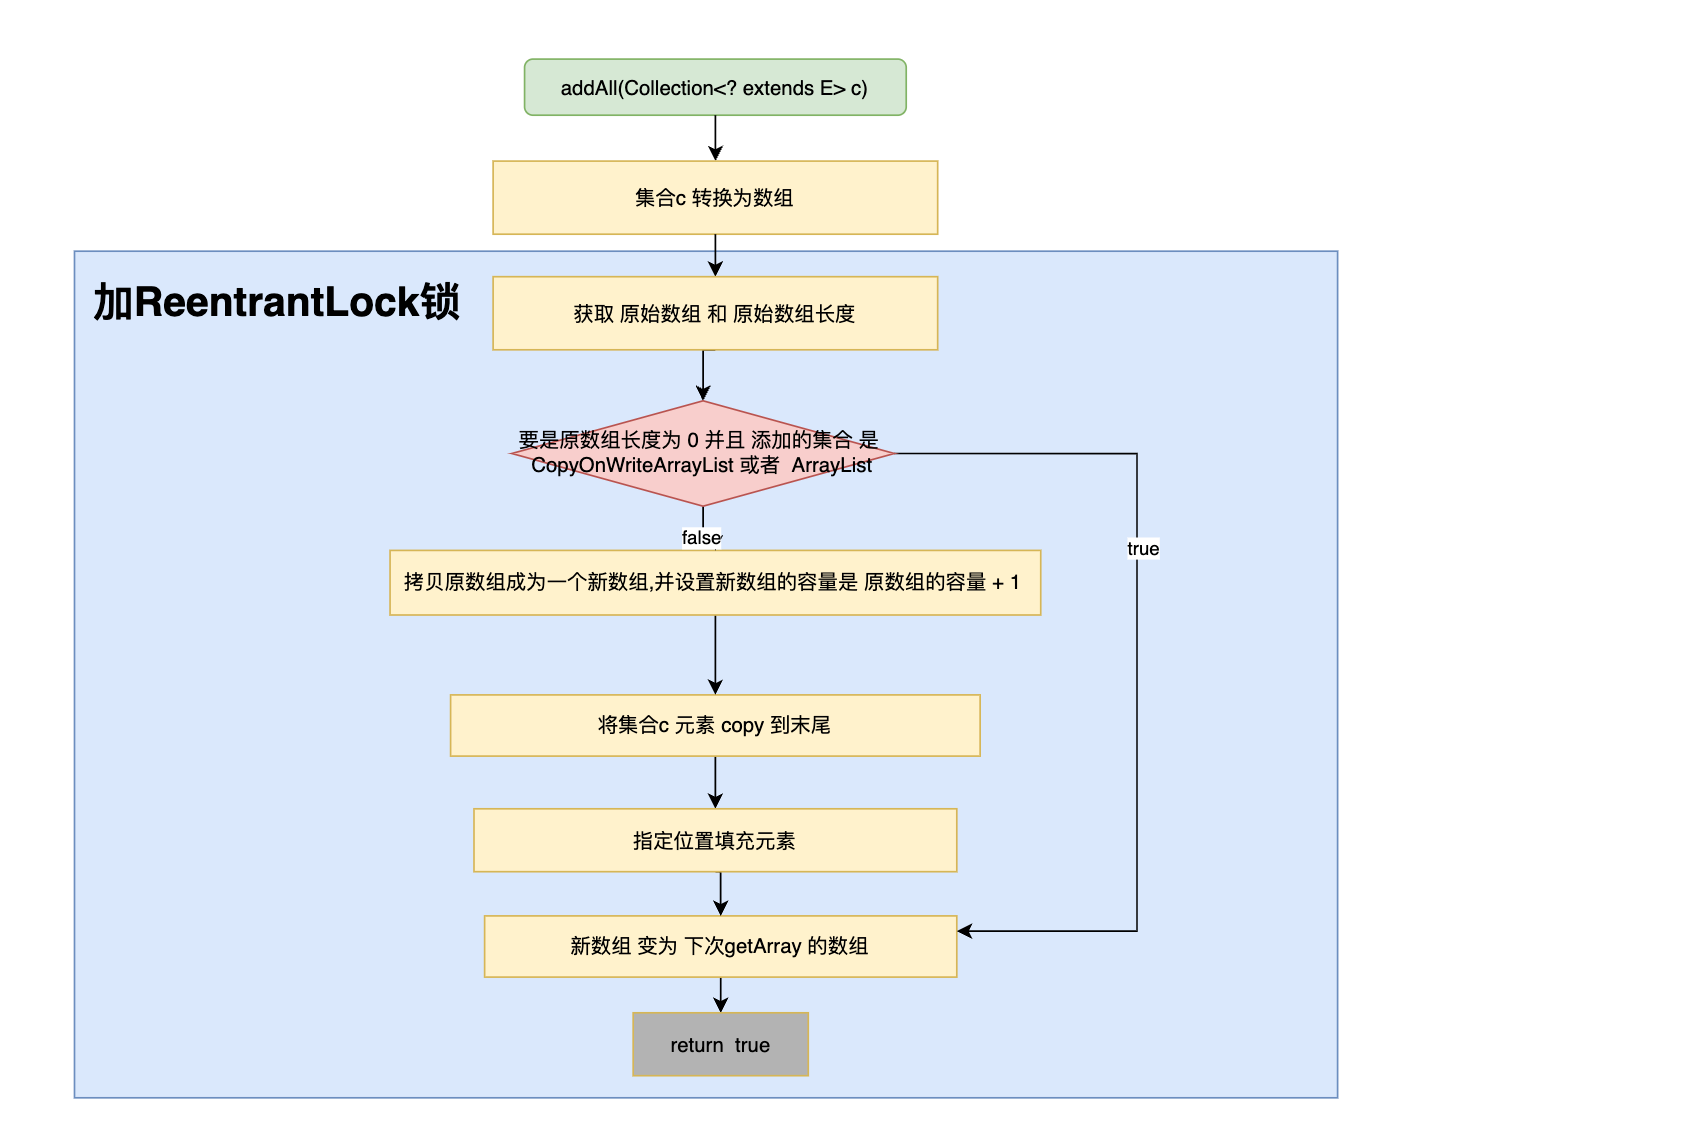 addAll(Collection<? extends E> c)
集合c 转换为数组
加ReentrantLock锁
获取 原始数组 和 原始数组长度
要是原数组长度为 0 并且 添加的集合 是
CopyOnWriteArrayList 或者 ArrayList
false
true
拷贝原数组成为一个新数组,并设置新数组的容量是 原数组的容量 + 1
将集合c 元素 copy 到末尾
指定位置填充元素
新数组 变为 下次getArray 的数组
return true